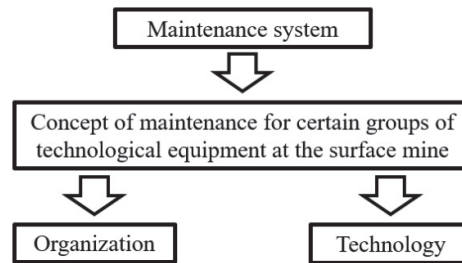 Maintenance system
Concept of maintenance for certain groups of
technological equipment at the surface mine
Organization
Technology